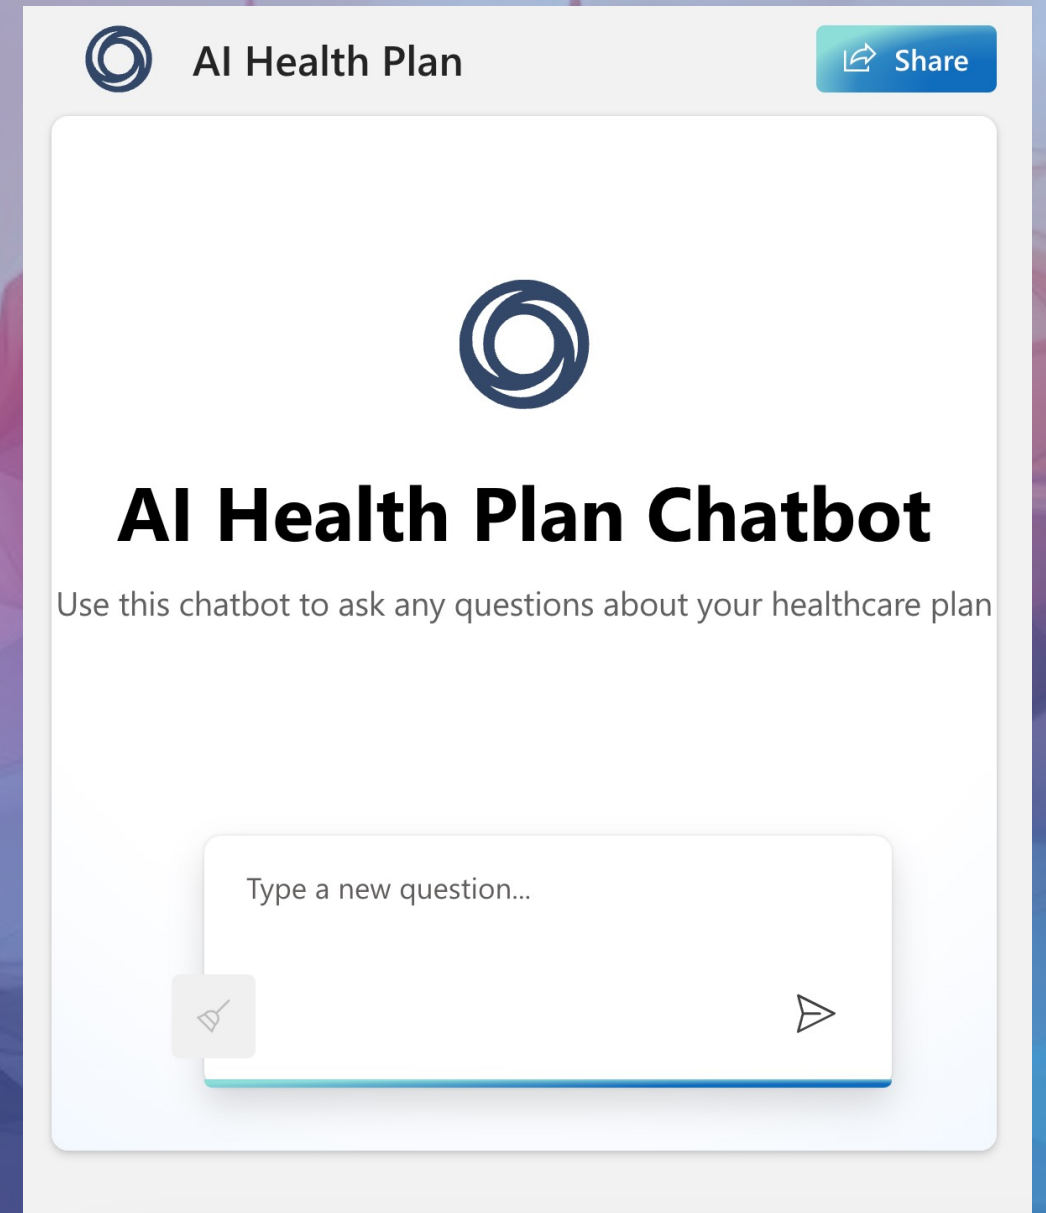 AI Health Plan
Share
AI Health Plan Chatbot
Use this chatbot to ask any questions about your healthcare plan
Type a new question...